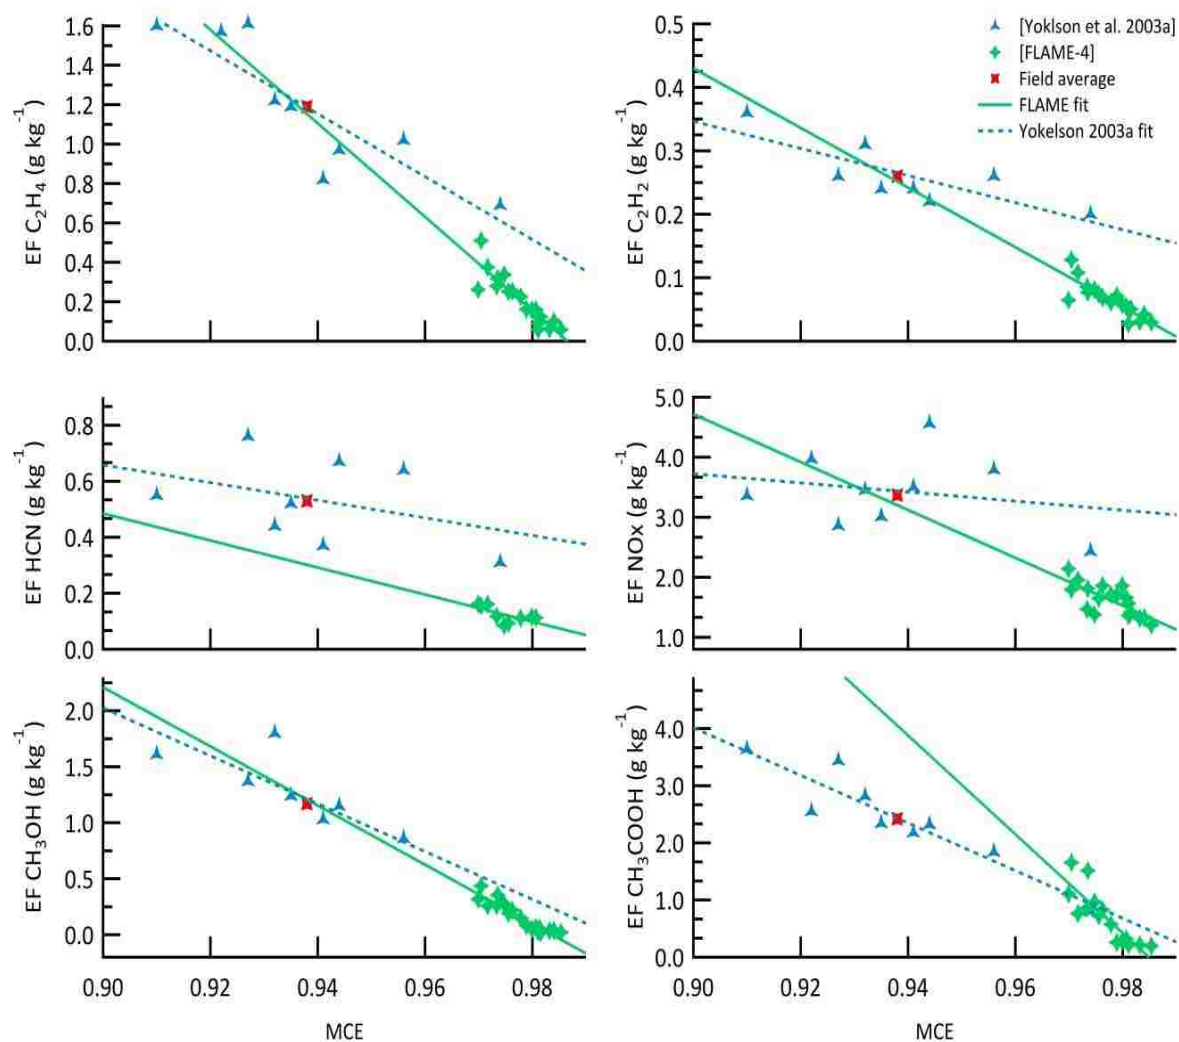 EF C₂H₄ (g kg⁻¹)
1.6
1.4
1.2
1.0
0.8
0.6
0.4
0.2
0.0
EF C₂H₂ (g kg⁻¹)
0.5
0.4
0.3
0.2
0.1
0.0
[Yoklson et al. 2003a]
[FLAME-4]
Field average
FLAME fit
Yokelson 2003a fit
EF HCN (g kg⁻¹)
0.8
0.6
0.4
0.2
0.0
EF NOx (g kg⁻¹)
5.0
4.0
3.0
2.0
1.0
EF CH₃OH (g kg⁻¹)
2.0
1.5
1.0
0.5
0.0
EF CH₃COOH (g kg⁻¹)
4.0
3.0
2.0
1.0
0.0
0.90 0.92 0.94 0.96 0.98
0.90 0.92 0.94 0.96 0.98
MCE
MCE